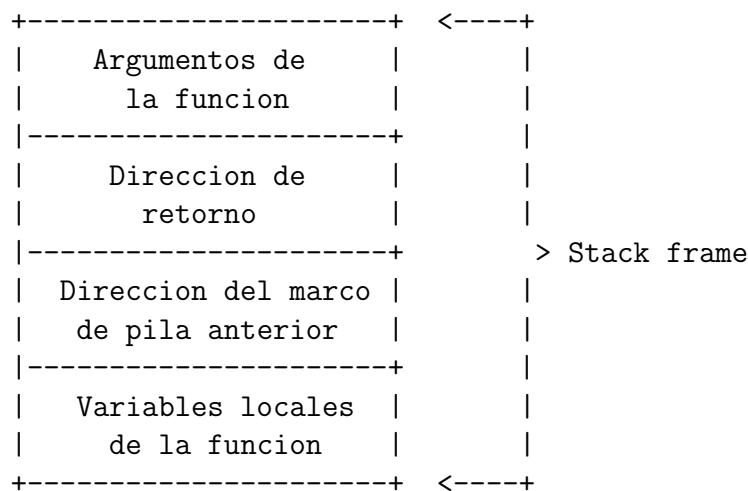 Argumentos de
la funcion
Direccion de
retorno
> Stack frame
Direccion del marco
de pila anterior
Variables locales
de la funcion